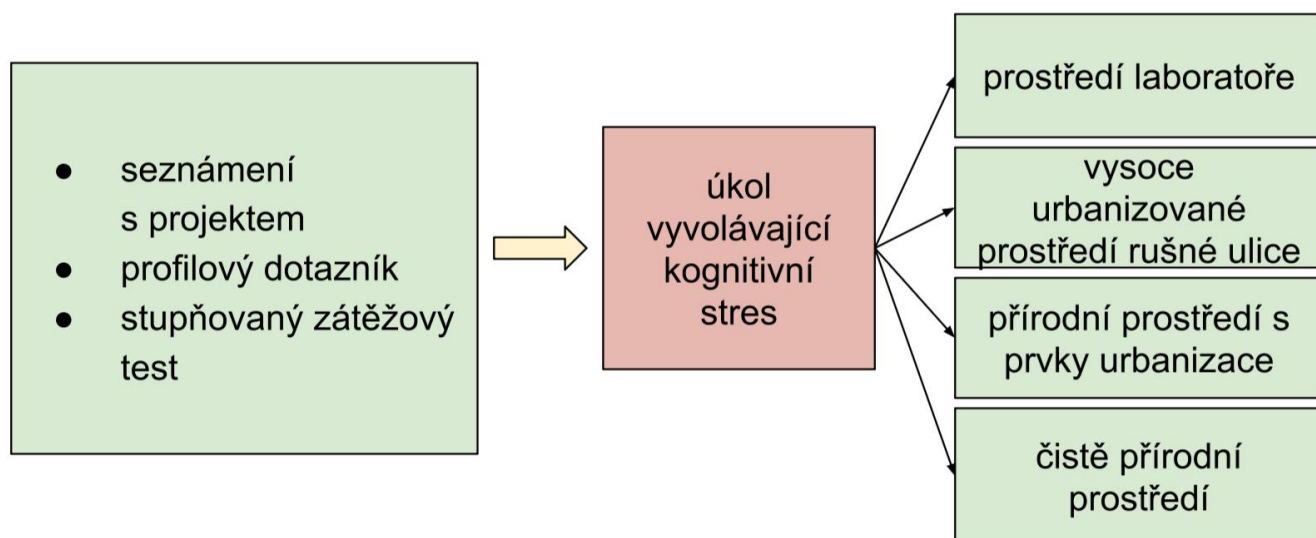 ● seznámení
s projektem
● profilový dotazník
● stupňovaný zátěžový
test
úkol
vyvolávající
kognitivní
stres
prostředí laboratoře
vysoce
urbanizované
prostředí rušné ulice
přírodní prostředí s
prvky urbanizace
čistě přírodní
prostředí